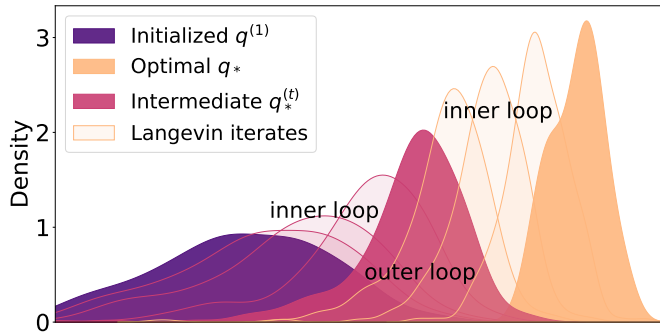 Initialized q^(1)
Optimal q_*
Intermediate q_*^(t)
Langevin iterates
Density
3
2
1
0
inner loop
inner loop
outer loop